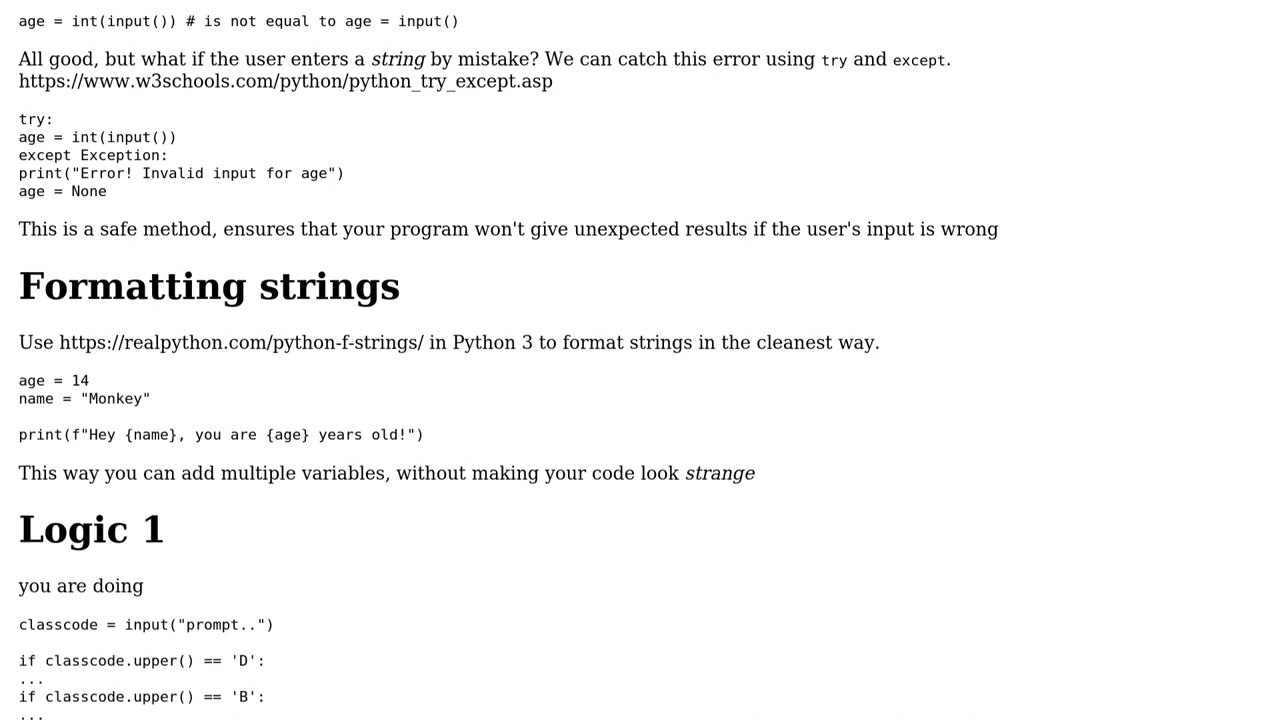 age = int(input()) # is not equal to age = input()
All good, but what if the user enters a string by mistake? We can catch this error using try and except.
https://www.w3schools.com/python/python_try_except.asp
try:
age = int(input())
except Exception:
print("Error! Invalid input for age")
age = None
This is a safe method, ensures that your program won't give unexpected results if the user's input is wrong
Formatting strings
Use https://realpython.com/python-f-strings/ in Python 3 to format strings in the cleanest way.
age = 14
name = "Monkey"
print(f"Hey {name}, you are {age} years old!")
This way you can add multiple variables, without making your code look strange
Logic 1
you are doing
classcode = input("prompt..")
if classcode.upper() == 'D':
...
if classcode.upper() == 'B':
...